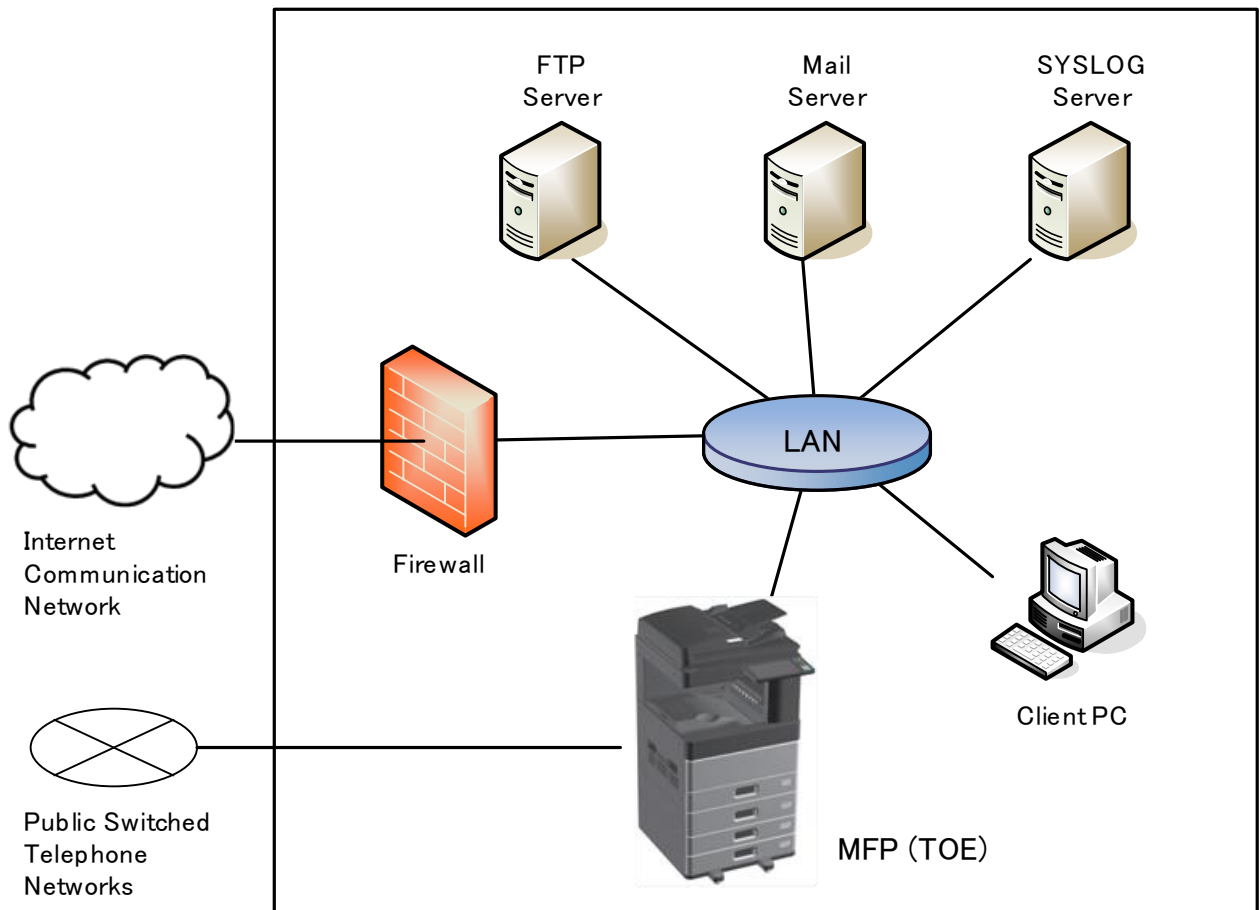 FTP
Server
Mail
Server
SYSLOG
Server
LAN
Internet
Communication
Network
Firewall
Client PC
Public Switched
Telephone
Networks
MFP (TOE)